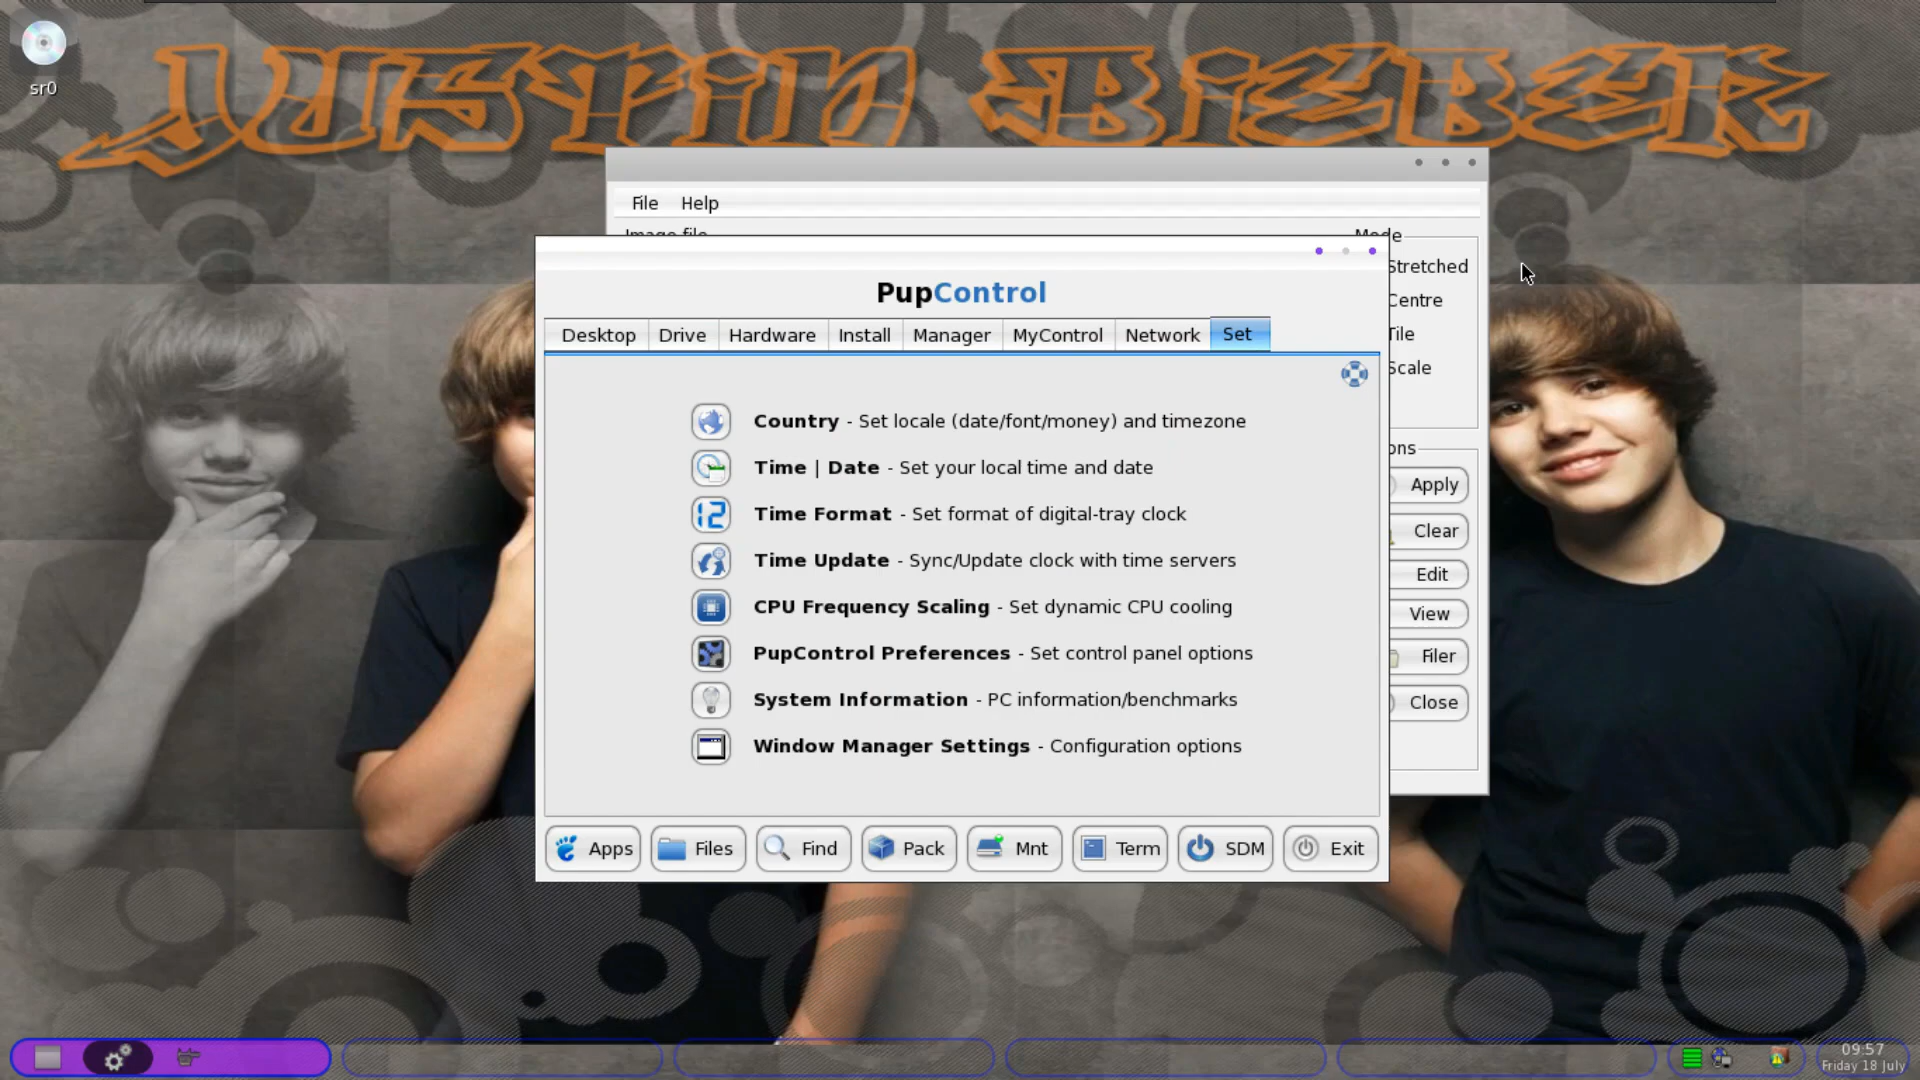 sr0
JUSTIN BIEBER
File Help
Image file
Mode
Stretched
Centre
Tile
Scale
Apply
Clear
Edit
View
Filer
Close
PupControl
Desktop Drive Hardware Install Manager MyControl Network Set
Country - Set locale (date/font/money) and timezone
Time | Date - Set your local time and date
12 Time Format - Set format of digital-tray clock
Time Update - Sync/Update clock with time servers
CPU Frequency Scaling - Set dynamic CPU cooling
PupControl Preferences - Set control panel options
System Information - PC information/benchmarks
Window Manager Settings - Configuration options
Apps Files Find Pack Mnt Term SDM Exit
09:57
Friday 18 July